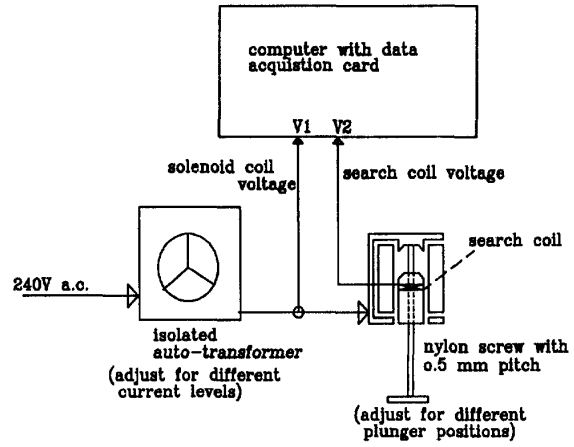 computer with data
acquistion card
V1 V2
solenoid coil
voltage
search coil voltage
search coil
240V a.c.
isolated
auto-transformer
(adjust for different
current levels)
nylon screw with
0.5 mm pitch
(adjust for different
plunger positions)